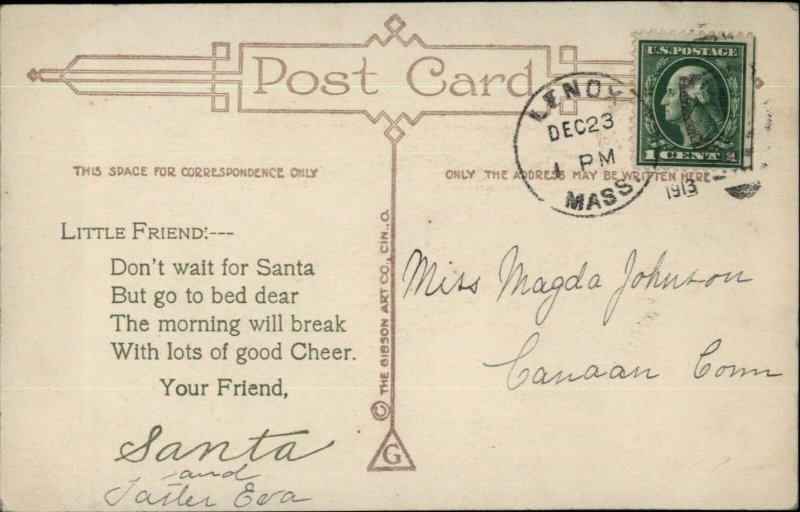 Post Card
U.S. POSTAGE
1 CENT 1
LENOX
DEC 23
1 PM
MASS
1913
THIS SPACE FOR CORRESPONDENCE ONLY
ONLY THE ADDRESS MAY BE WRITTEN HERE
LITTLE FRIEND:---
Don't wait for Santa
But go to bed dear
The morning will break
With lots of good Cheer.
Your Friend,
Santa
and
Eva
© THE GIBSON ART CO., CIN., O.
G
Miss Magda Johnson
Canaan Conn